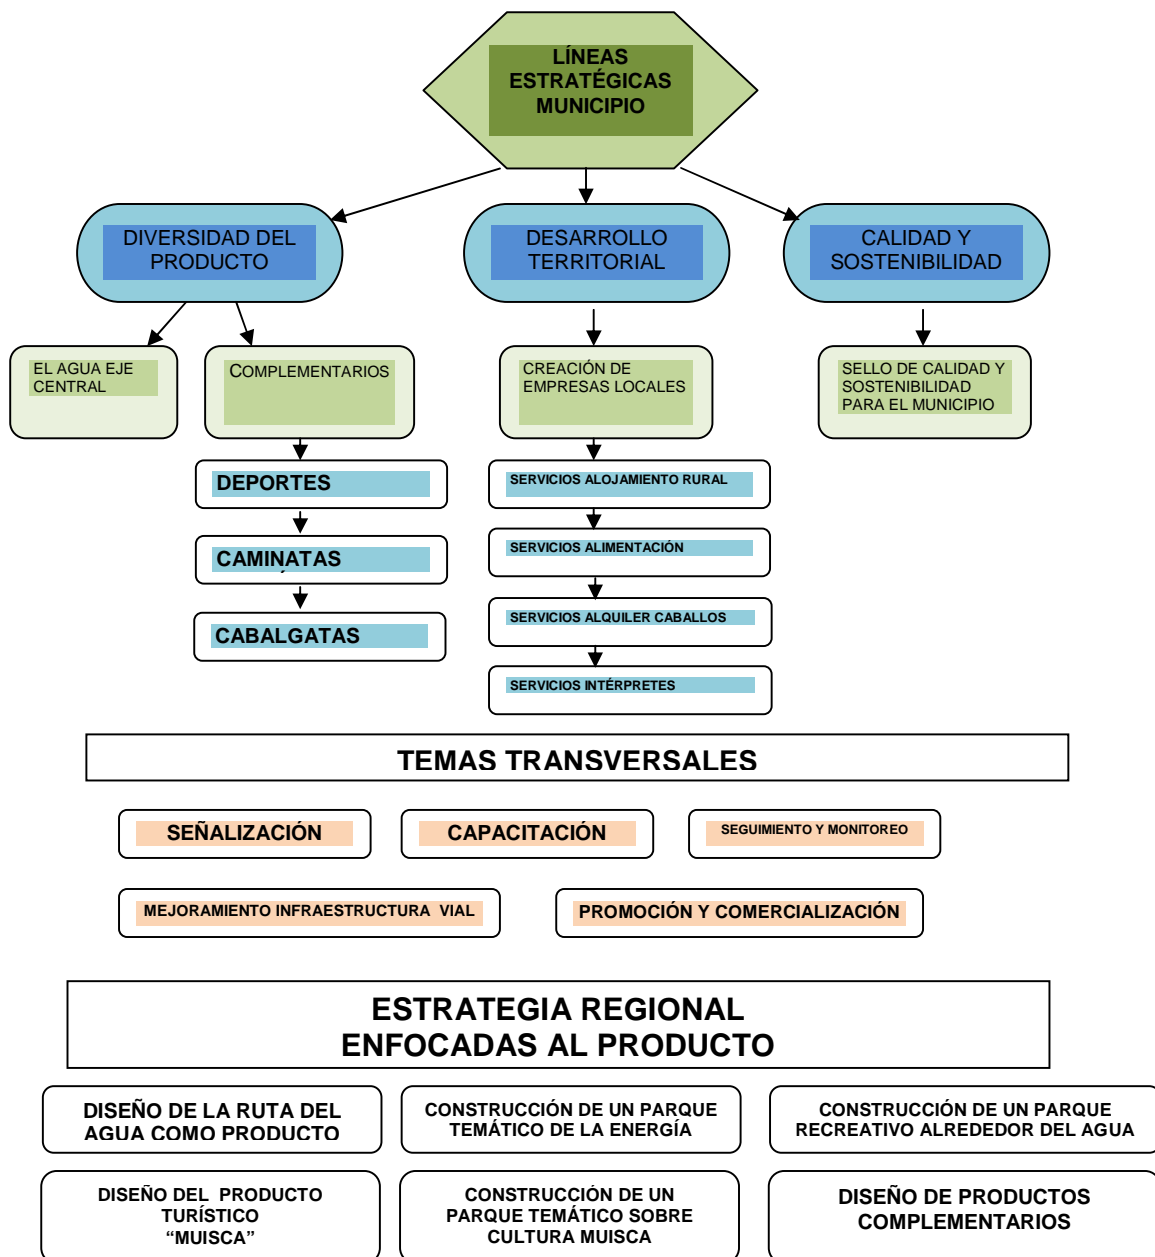 LÍNEAS
ESTRATÉGICAS
MUNICIPIO
DIVERSIDAD DEL
PRODUCTO
DESARROLLO
TERRITORIAL
CALIDAD Y
SOSTENIBILIDAD
EL AGUA EJE
CENTRAL
COMPLEMENTARIOS
CREACIÓN DE
EMPRESAS LOCALES
SELLO DE CALIDAD Y
SOSTENIBILIDAD
PARA EL MUNICIPIO
DEPORTES
CAMINATAS
CABALGATAS
SERVICIOS ALOJAMIENTO RURAL
SERVICIOS ALIMENTACIÓN
SERVICIOS ALQUILER CABALLOS
SERVICIOS INTÉRPRETES
TEMAS TRANSVERSALES
SEÑALIZACIÓN
CAPACITACIÓN
SEGUIMIENTO Y MONITOREO
MEJORAMIENTO INFRAESTRUCTURA VIAL
PROMOCIÓN Y COMERCIALIZACIÓN
ESTRATEGIA REGIONAL
ENFOCADAS AL PRODUCTO
DISEÑO DE LA RUTA DEL
AGUA COMO PRODUCTO
CONSTRUCCIÓN DE UN PARQUE
TEMÁTICO DE LA ENERGÍA
CONSTRUCCIÓN DE UN PARQUE
RECREATIVO ALREDEDOR DEL AGUA
DISEÑO DEL PRODUCTO
TURÍSTICO
“MUISCA”
CONSTRUCCIÓN DE UN
PARQUE TEMÁTICO SOBRE
CULTURA MUISCA
DISEÑO DE PRODUCTOS
COMPLEMENTARIOS